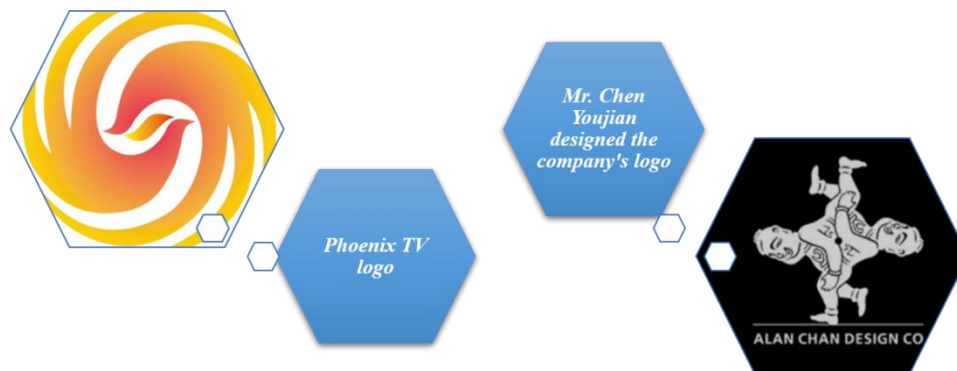 Phoenix TV
logo
Mr. Chen
Youjian
designed the
company's logo
ALAN CHAN DESIGN CO